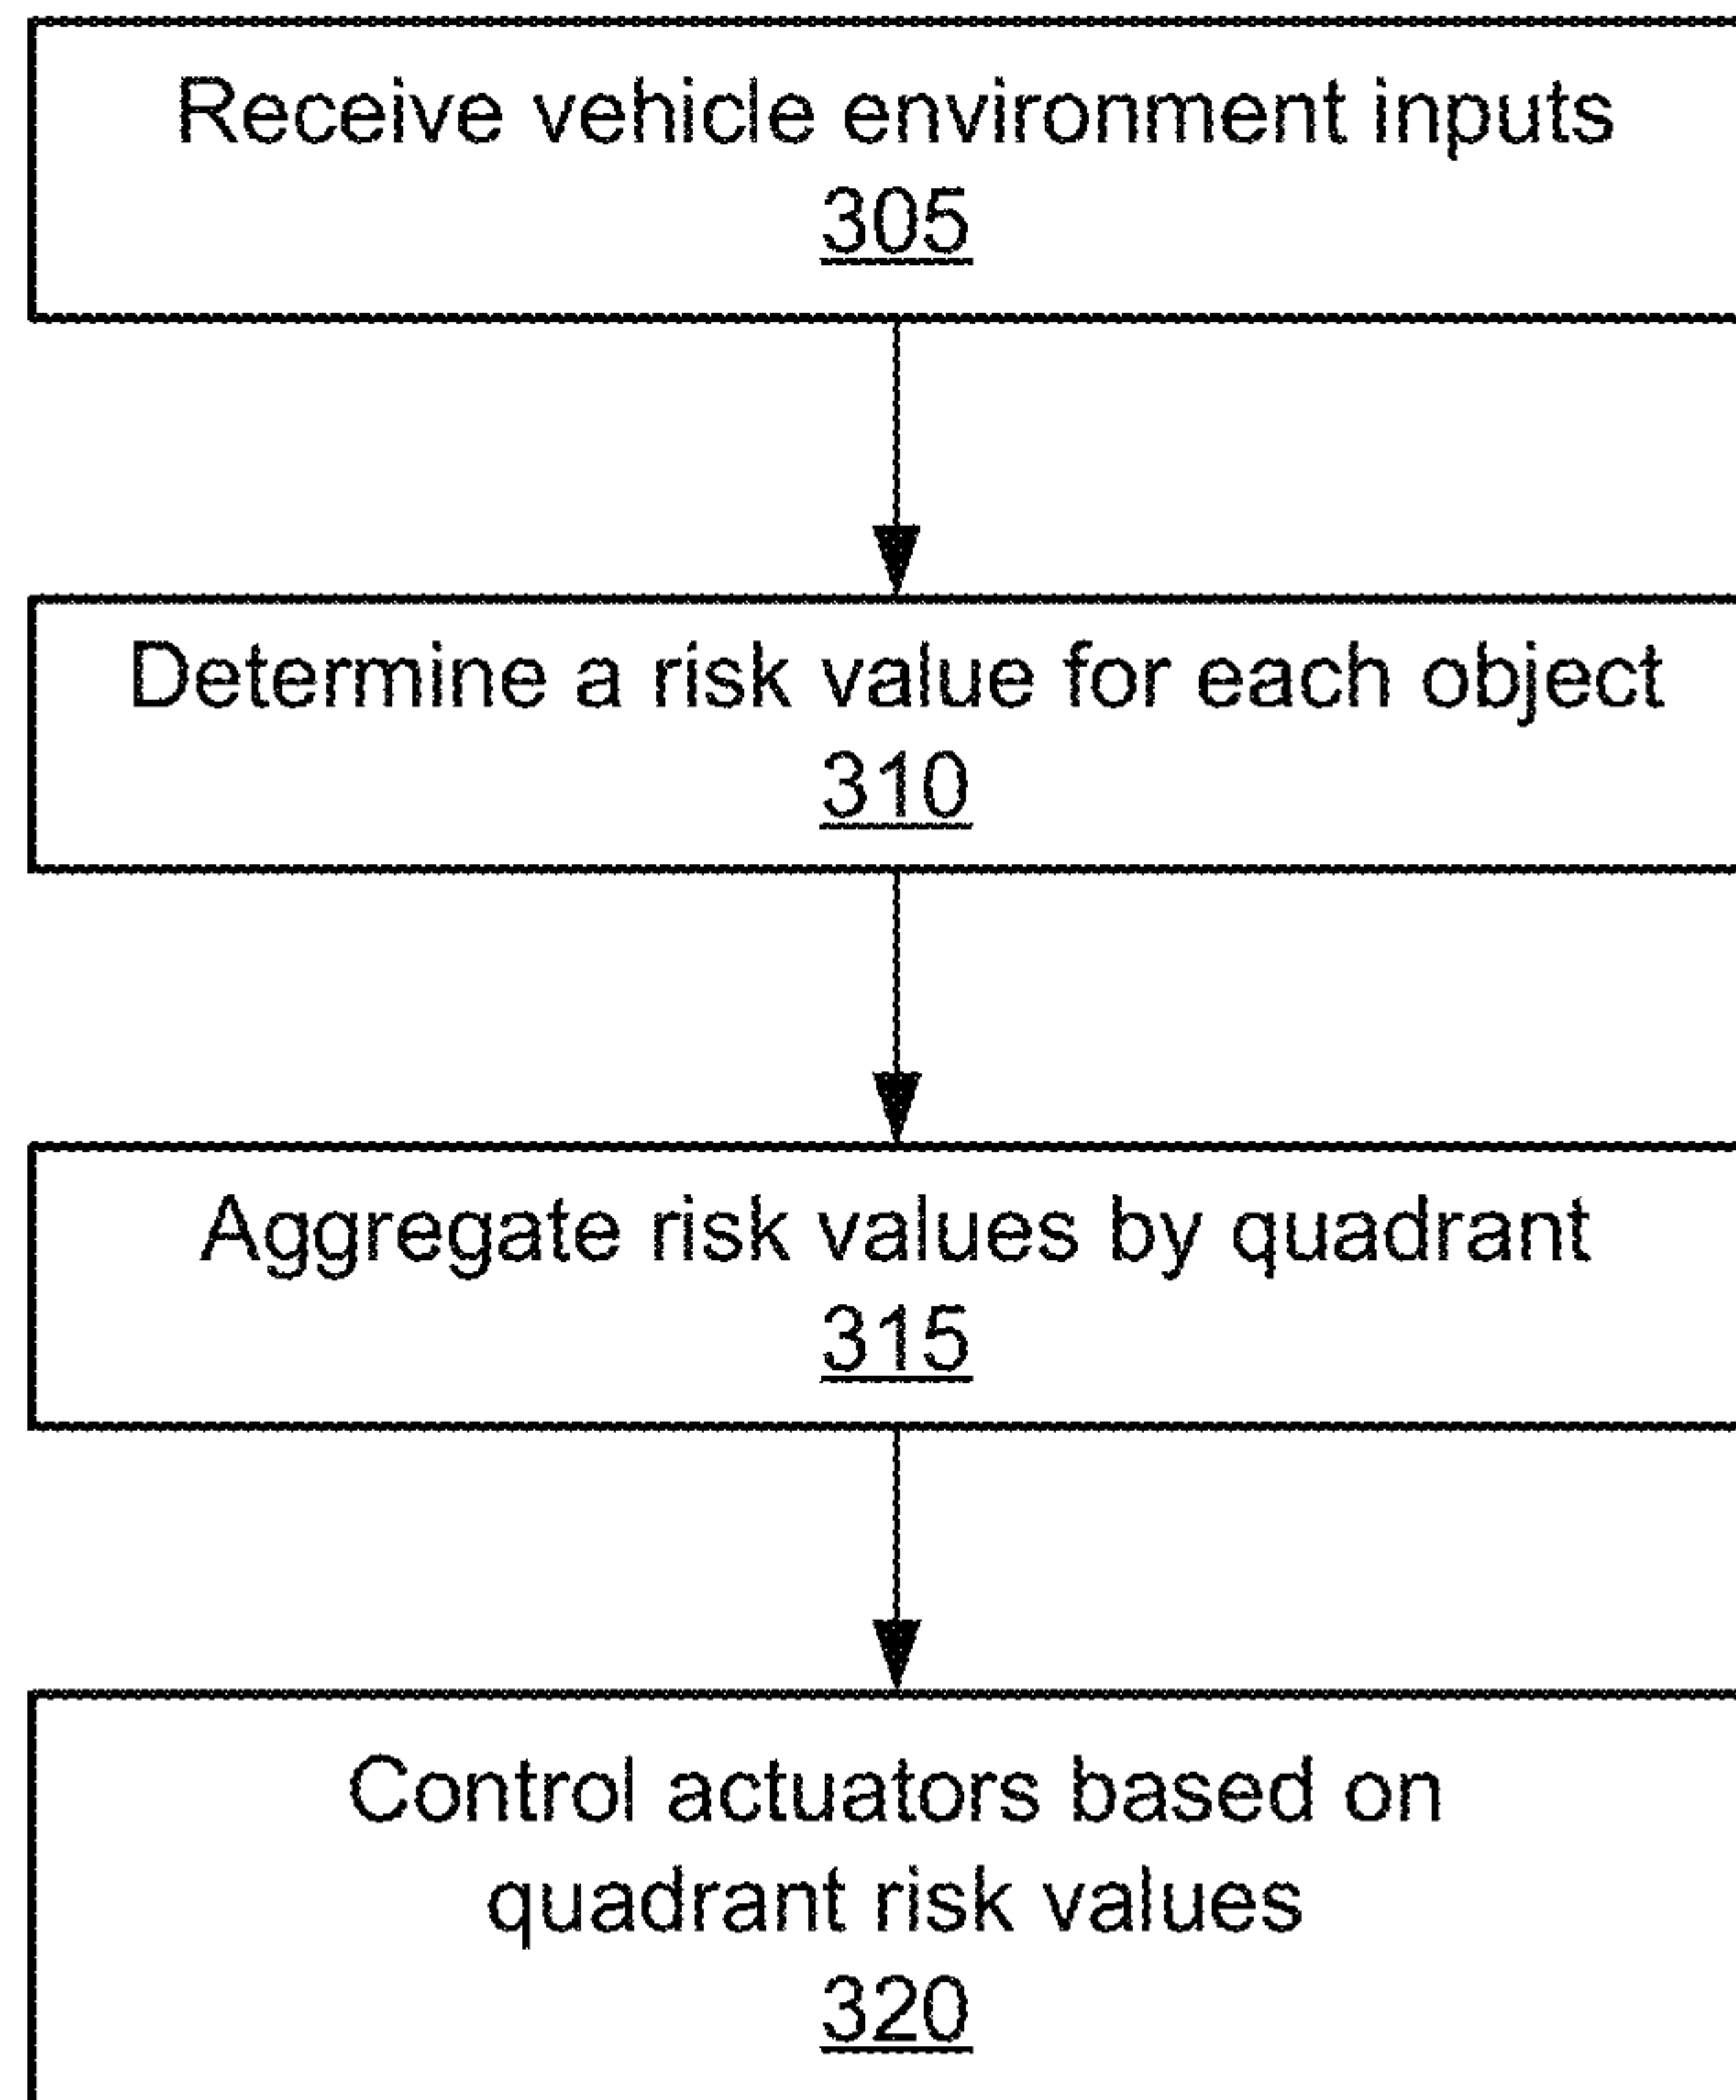 Receive vehicle environment inputs
305
Determine a risk value for each object
310
Aggregate risk values by quadrant
315
Control actuators based on
quadrant risk values
320